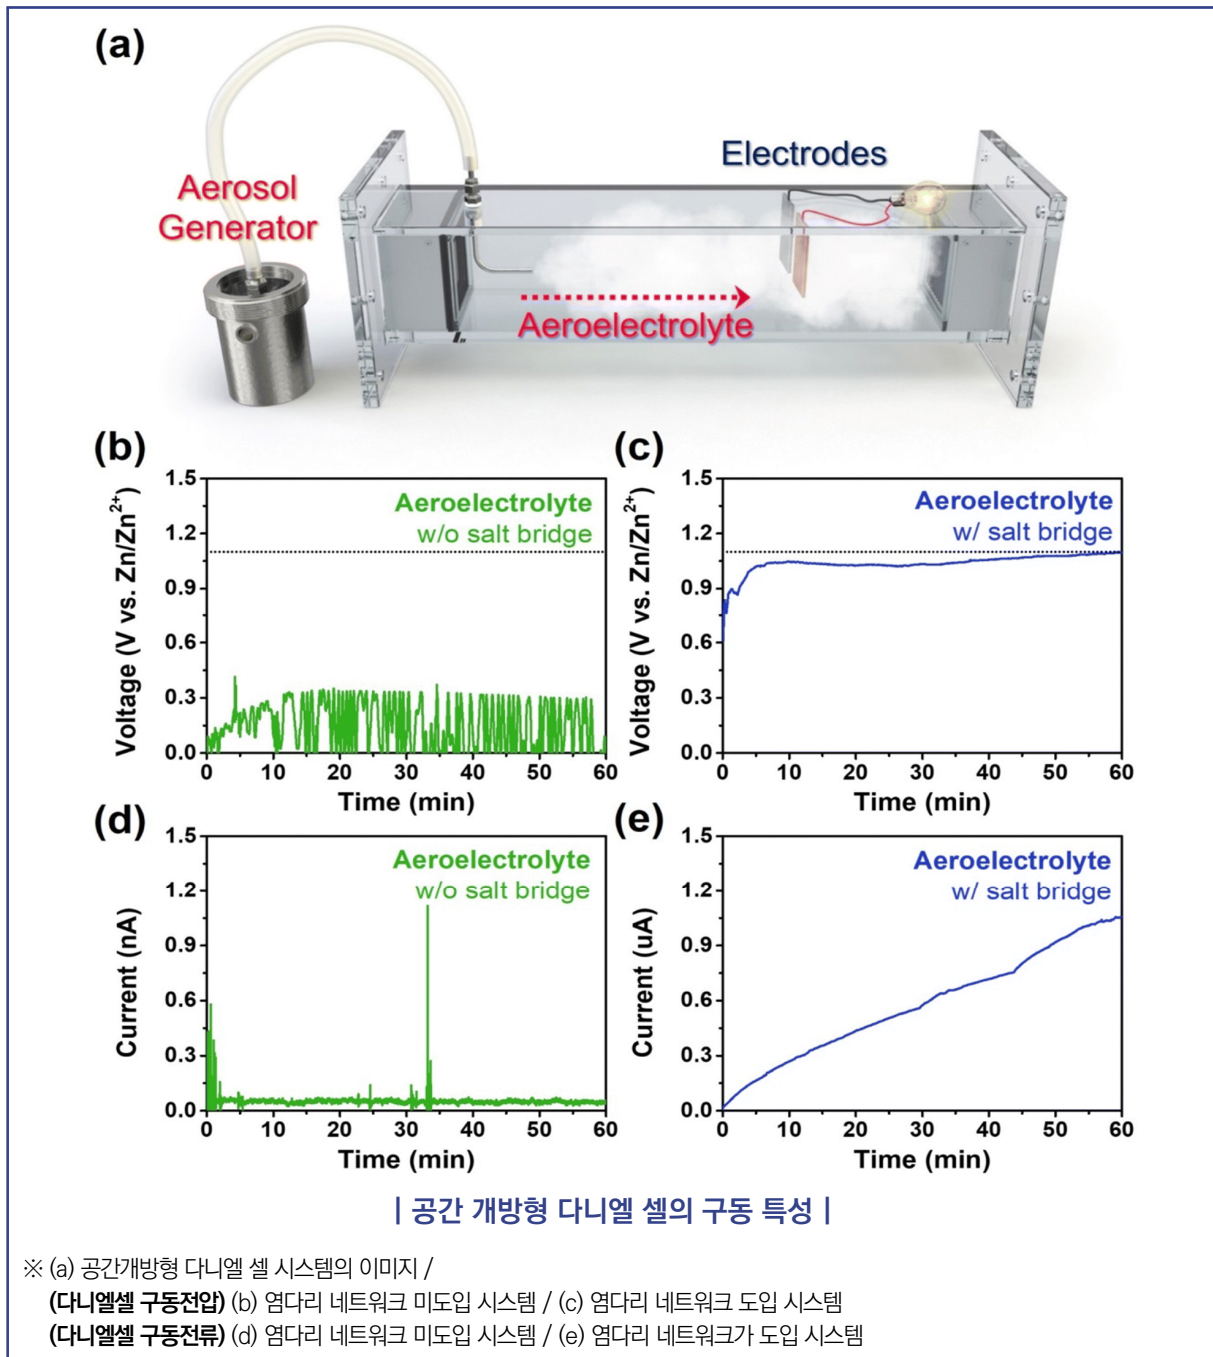 (a)
Electrodes
Aerosol
Generator
Aeroelectrolyte
(b)
Voltage (V vs. Zn/Zn²⁺)
1.5
1.2
0.9
0.6
0.3
0.0
Aeroelectrolyte
w/o salt bridge
0 10 20 30 40 50 60
Time (min)
(c)
Voltage (V vs. Zn/Zn²⁺)
1.5
1.2
0.9
0.6
0.3
0.0
Aeroelectrolyte
w/ salt bridge
0 10 20 30 40 50 60
Time (min)
(d)
Current (nA)
1.5
1.2
0.9
0.6
0.3
0.0
Aeroelectrolyte
w/o salt bridge
0 10 20 30 40 50 60
Time (min)
(e)
Current (uA)
1.5
1.2
0.9
0.6
0.3
0.0
Aeroelectrolyte
w/ salt bridge
0 10 20 30 40 50 60
Time (min)
| 공간 개방형 다니엘 셀의 구동 특성 |
※ (a) 공간개방형 다니엘 셀 시스템의 이미지 /
(다니엘셀 구동전압) (b) 염다리 네트워크 미도입 시스템 / (c) 염다리 네트워크 도입 시스템
(다니엘셀 구동전류) (d) 염다리 네트워크 미도입 시스템 / (e) 염다리 네트워크가 도입 시스템